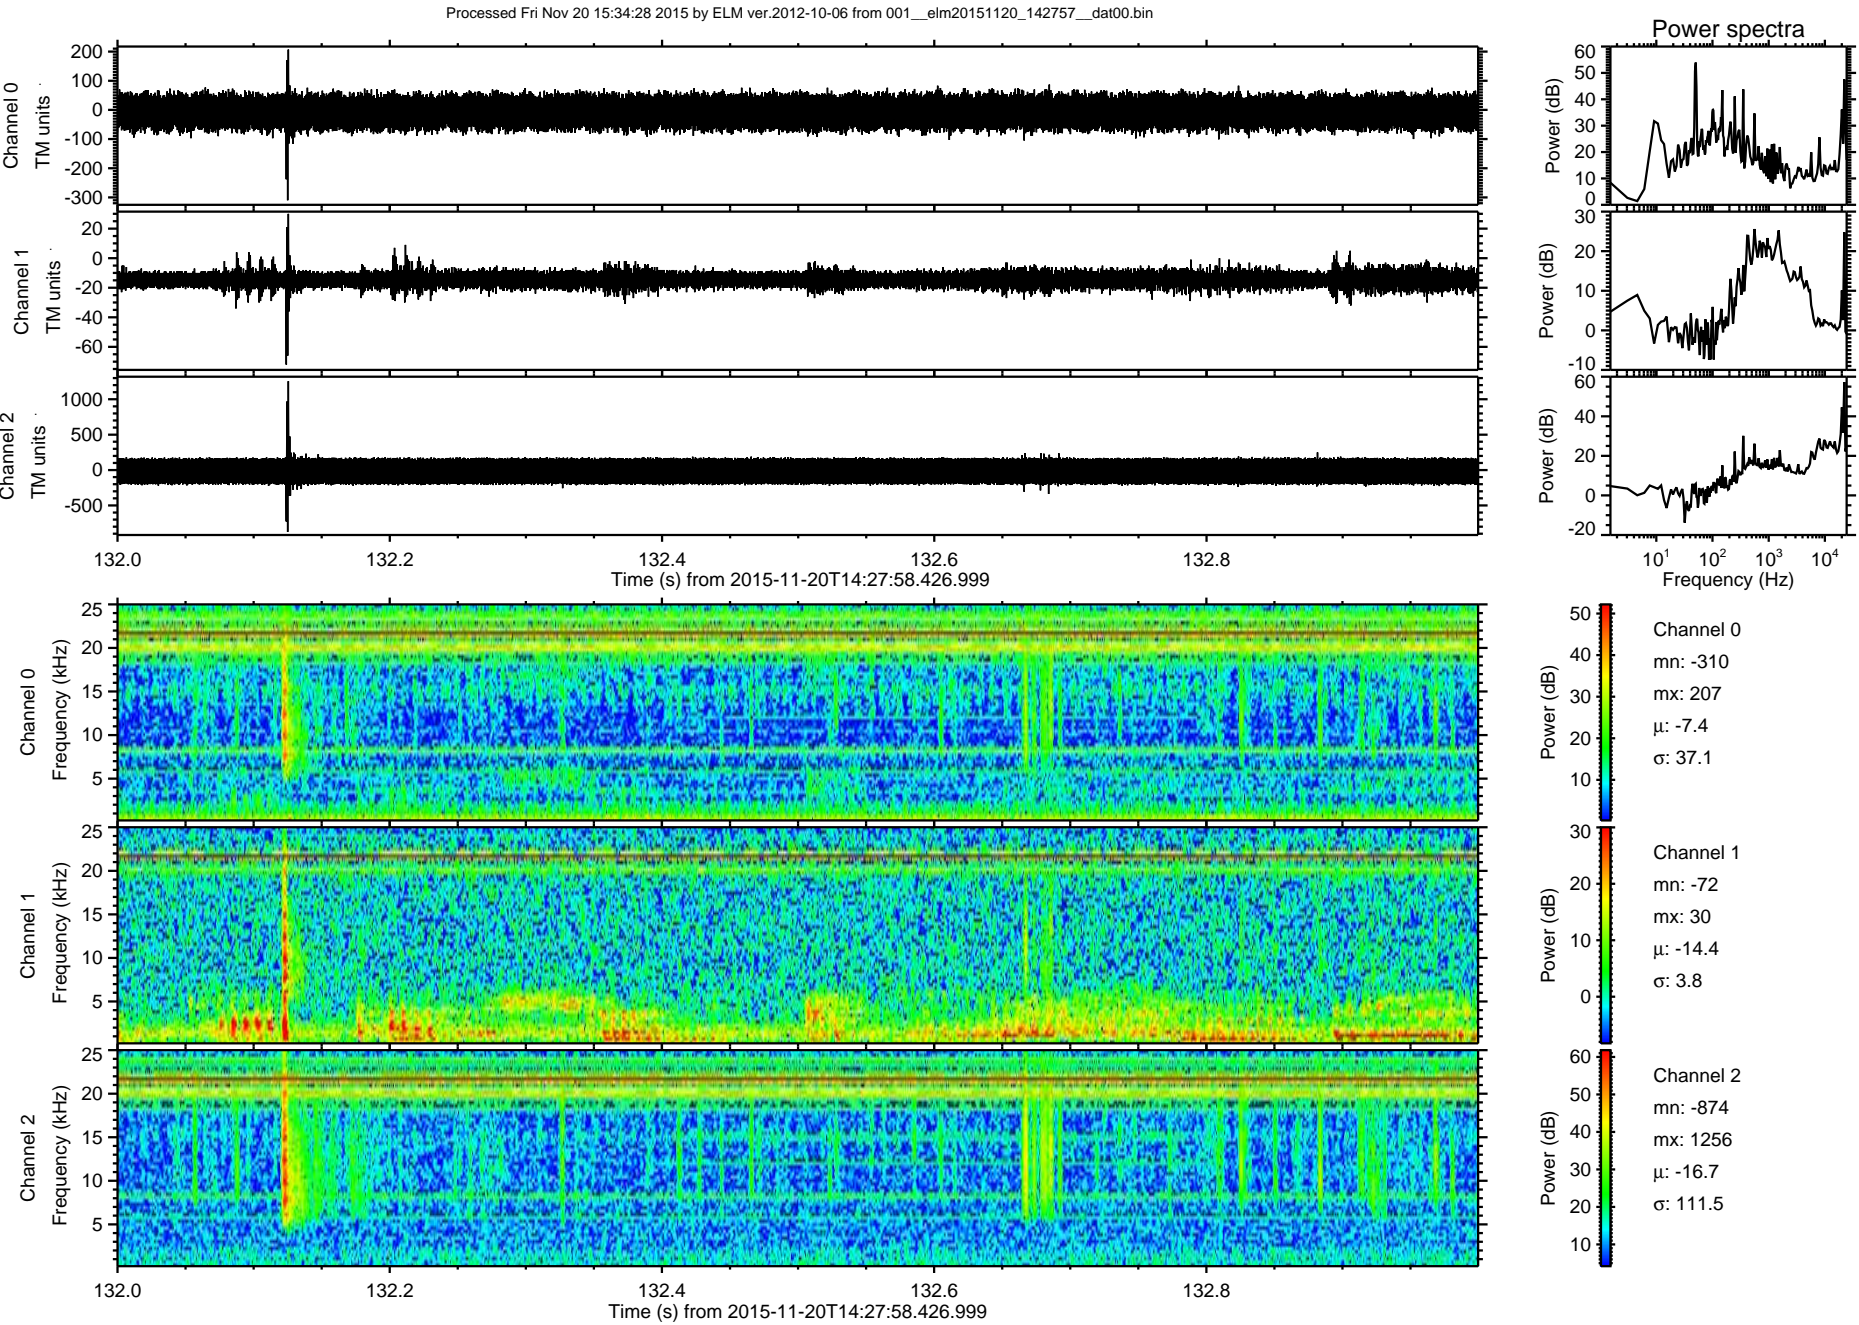 Processed Fri Nov 20 15:34:28 2015 by ELM ver.2012-10-06 from 001__elm20151120_142757__dat00.bin
Power spectra
Channel 0
TM units
200
100
0
-100
-200
-300
Power (dB)
60
50
40
30
20
10
0
Channel 1
TM units
20
0
-20
-40
-60
Power (dB)
30
20
10
0
-10
Channel 2
TM units
1000
500
0
-500
Power (dB)
60
40
20
0
-20
132.0 132.2 132.4 132.6 132.8
Time (s) from 2015-11-20T14:27:58.426.999
10¹ 10² 10³ 10⁴
Frequency (Hz)
Channel 0
Frequency (kHz)
25
20
15
10
5
Power (dB)
50
40
30
20
10
Channel 0
mn: -310
mx: 207
μ: -7.4
σ: 37.1
Channel 1
Frequency (kHz)
25
20
15
10
5
Power (dB)
30
20
10
0
Channel 1
mn: -72
mx: 30
μ: -14.4
σ: 3.8
Channel 2
Frequency (kHz)
25
20
15
10
5
Power (dB)
60
50
40
30
20
10
Channel 2
mn: -874
mx: 1256
μ: -16.7
σ: 111.5
132.0 132.2 132.4 132.6 132.8
Time (s) from 2015-11-20T14:27:58.426.999